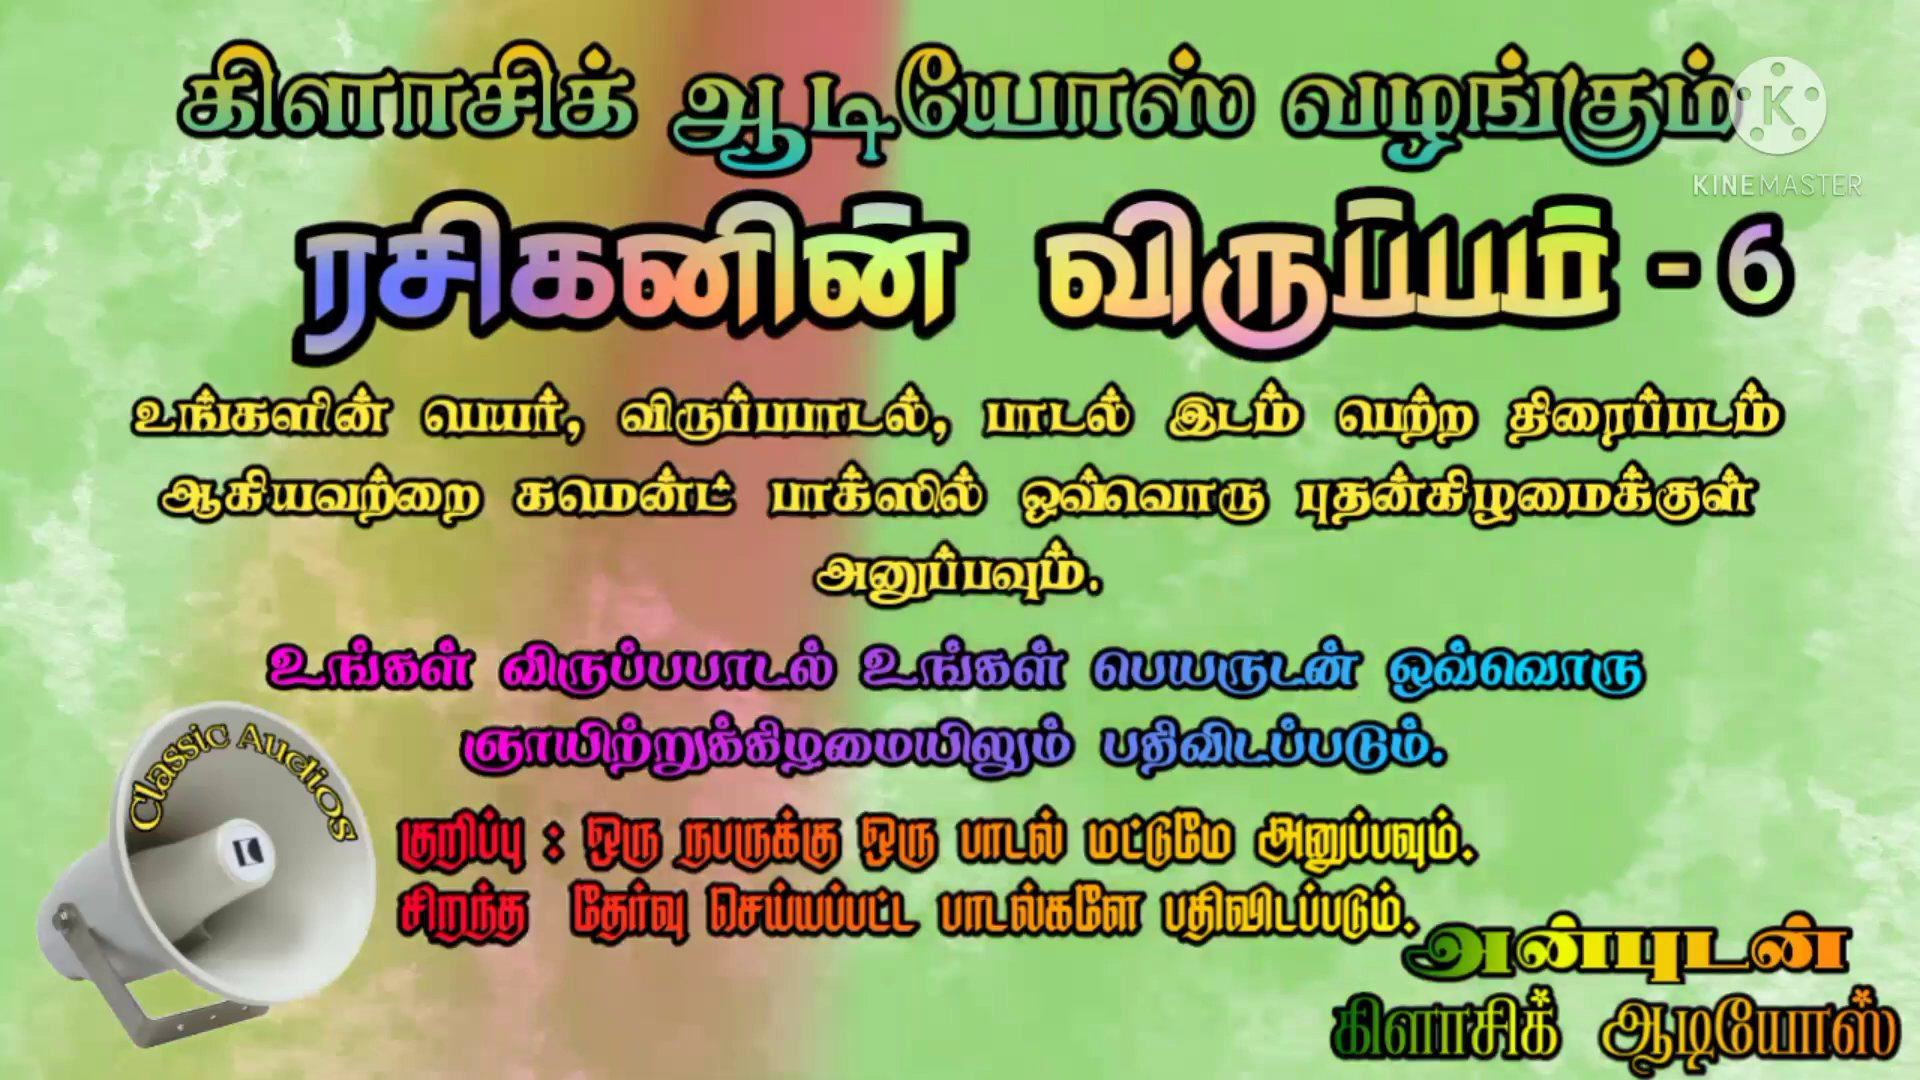 கிளாசிக் ஆடியோஸ் வழங்கும்
KINEMASTER
ரசிகனின் விருப்பம் - 6
உங்களின் பெயர், விருப்பபாடல், பாடல் இடம் பெற்ற திரைப்படம்
ஆகியவற்றை கமெண்ட் பாக்ஸில் ஒவ்வொரு புதன்கிழமைக்குள்
அனுப்பவும்.
உங்கள் விருப்பபாடல் உங்கள் பெயருடன் ஒவ்வொரு
ஞாயிற்றுக்கிழமையிலும் பதிவிடப்படும்.
Classic Audios
குறிப்பு : ஒரு நபருக்கு ஒரு பாடல் மட்டுமே அனுப்பவும்.
சிறந்த தேர்வு செய்யப்பட்ட பாடல்களே பதிவிடப்படும்.
அன்புடன்
கிளாசிக் ஆடியோஸ்